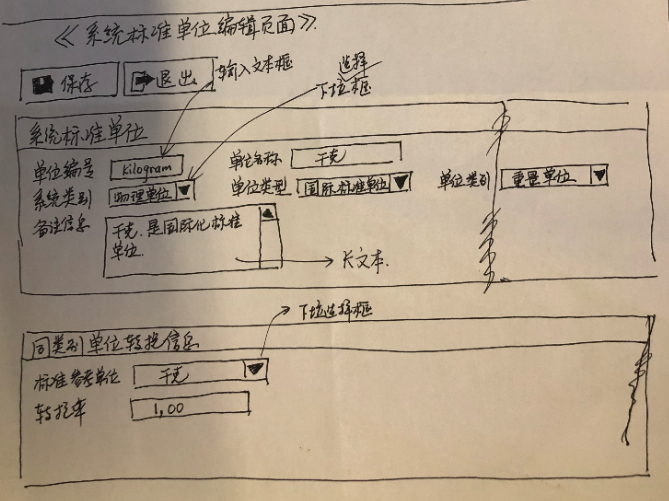 《系统标准单位编辑页面》
保存 退出 输入文本框 选择下拉框
系统标准单位
单位编号 kilogram 单位名称 千克
系统类别 物理单位 单位类型 国际标准单位 单位类别 重量单位
备注信息 千克.是国际化标准
单位.
长文本.
下拉选择框
同类别单位转换信息
标准参考单位 千克
转换率 1,00